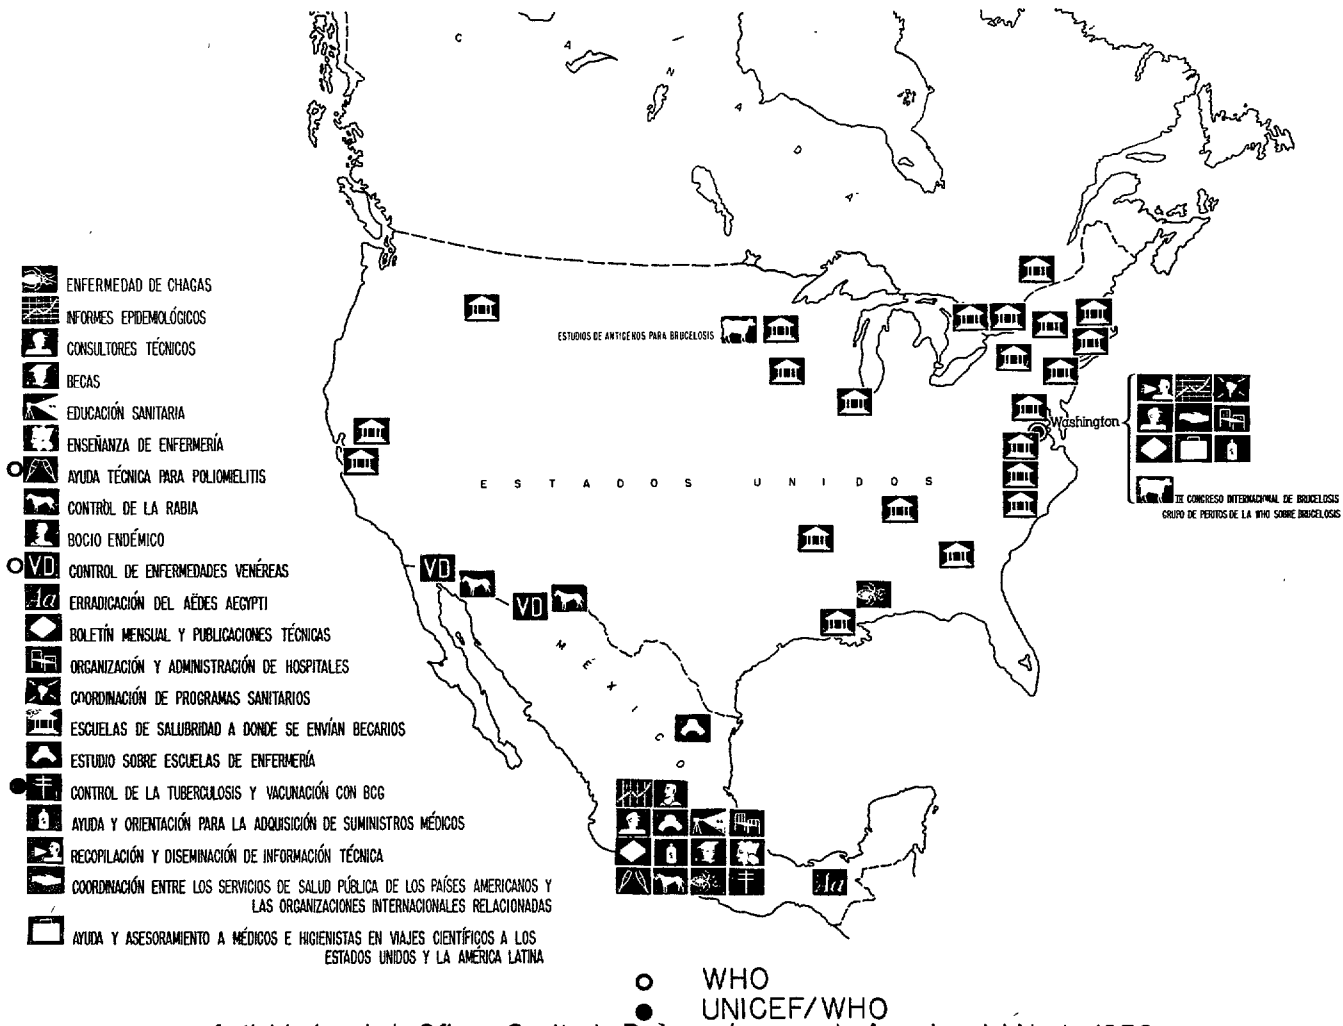 C A N A D A
ENFERMEDAD DE CHAGAS
INFORMES EPIDEMIOLÓGICOS
CONSULTORES TÉCNICOS
BECAS
EDUCACIÓN SANITARIA
ENSEÑANZA DE ENFERMERÍA
AYUDA TÉCNICA PARA POLIOMIELITIS
CONTROL DE LA RABIA
BOCIO ENDÉMICO
VD CONTROL DE ENFERMEDADES VENÉREAS
Aa ERRADICACIÓN DEL AËDES AEGYPTI
BOLETÍN MENSUAL Y PUBLICACIONES TÉCNICAS
ORGANIZACIÓN Y ADMINISTRACIÓN DE HOSPITALES
COORDINACIÓN DE PROGRAMAS SANITARIOS
ESCUELAS DE SALUBRIDAD A DONDE SE ENVÍAN BECARIOS
ESTUDIO SOBRE ESCUELAS DE ENFERMERÍA
CONTROL DE LA TUBERCULOSIS Y VACUNACIÓN CON BCG
AYUDA Y ORIENTACIÓN PARA LA ADQUISICIÓN DE SUMINISTROS MÉDICOS
RECOPILACIÓN Y DISEMINACIÓN DE INFORMACIÓN TÉCNICA
COORDINACIÓN ENTRE LOS SERVICIOS DE SALUD PÚBLICA DE LOS PAÍSES AMERICANOS Y
LAS ORGANIZACIONES INTERNACIONALES RELACIONADAS
AYUDA Y ASESORAMIENTO A MÉDICOS E HIGIENISTAS EN VIAJES CIENTÍFICOS A LOS
ESTADOS UNIDOS Y LA AMÉRICA LATINA
ESTUDIOS DE ANTIGENOS PARA BRUCELOSIS
Washington
III CONGRESO INTERNACIONAL DE BRUCELOSIS
GRUPO DE PERITOS DE LA WHO SOBRE BRUCELOSIS
ESTADOS UNIDOS
VD
VD
MÉXICO
Aa
WHO
UNICEF/WHO